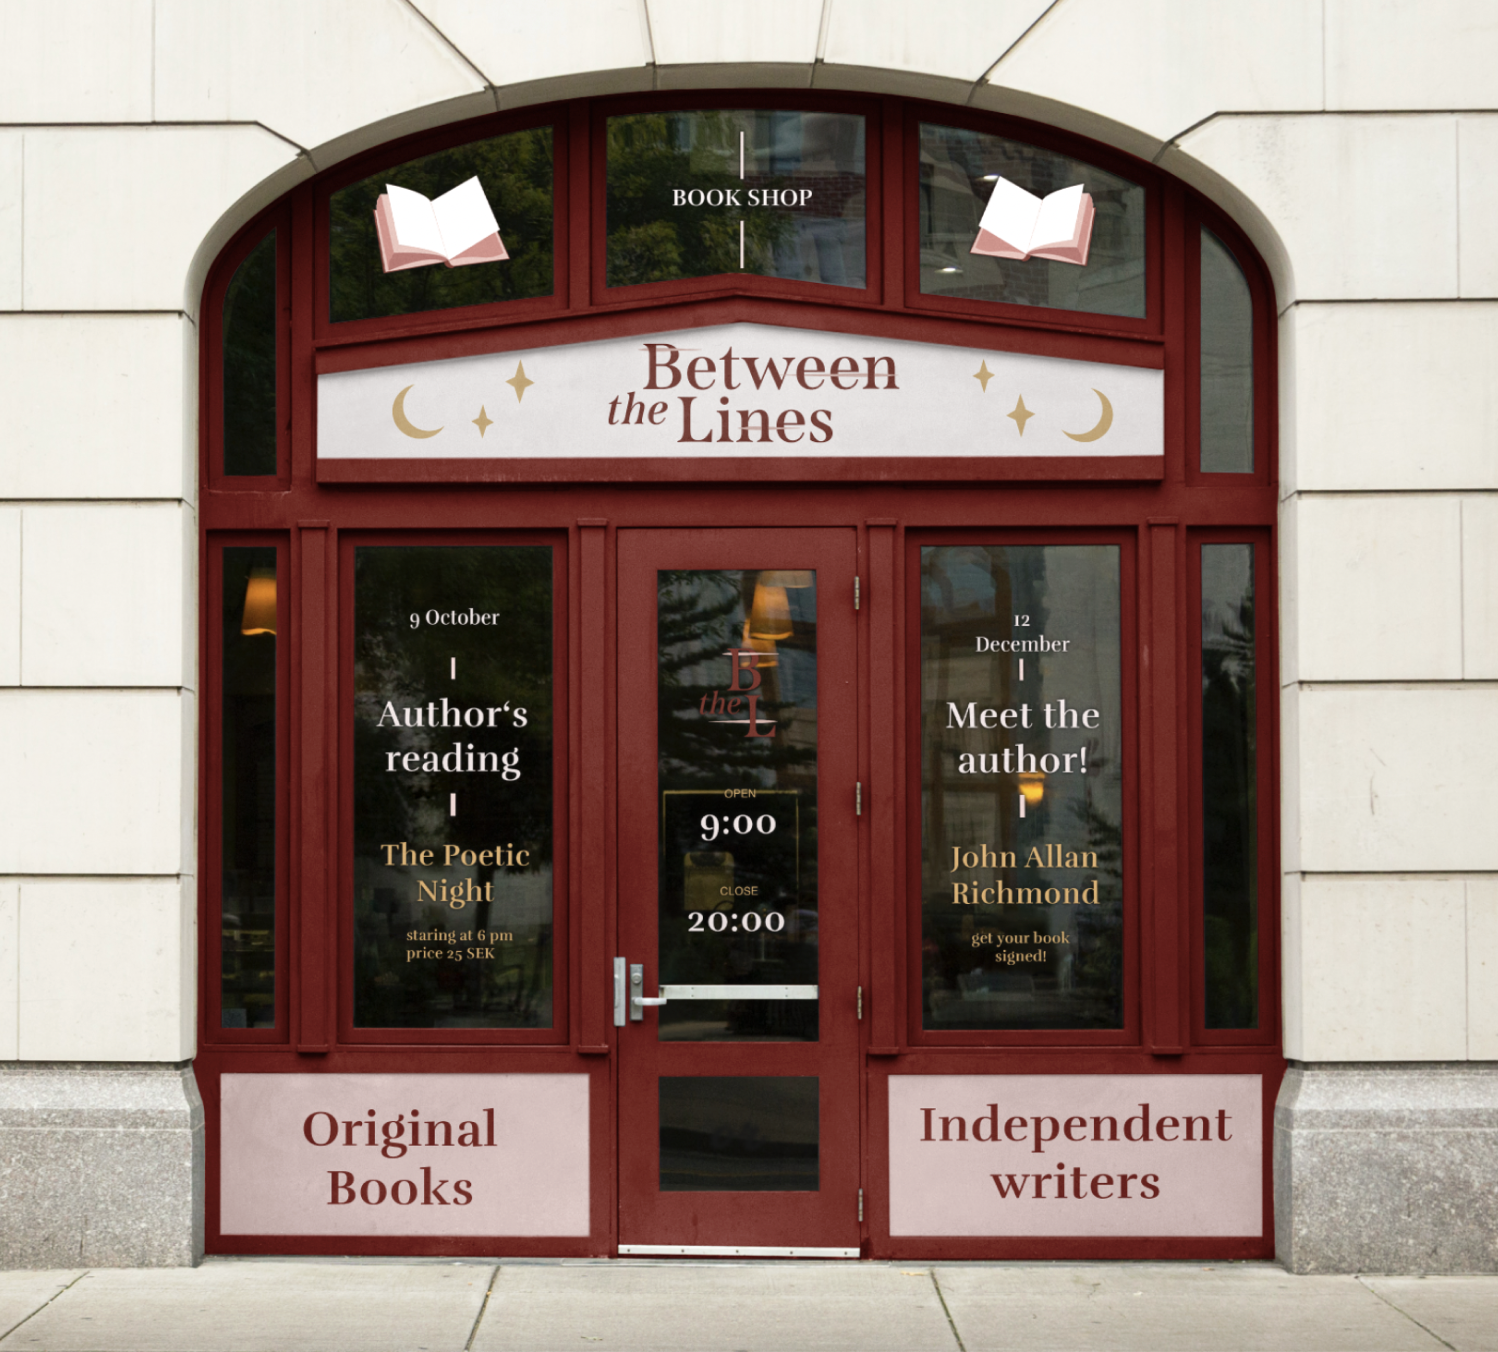 BOOK SHOP
Between
the Lines
9 October
Author‘s
reading
The Poetic
Night
staring at 6 pm
price 25 SEK
B
the L
OPEN
9:00
CLOSE
20:00
12
December
Meet the
author!
John Allan
Richmond
get your book
signed!
Original
Books
Independent
writers